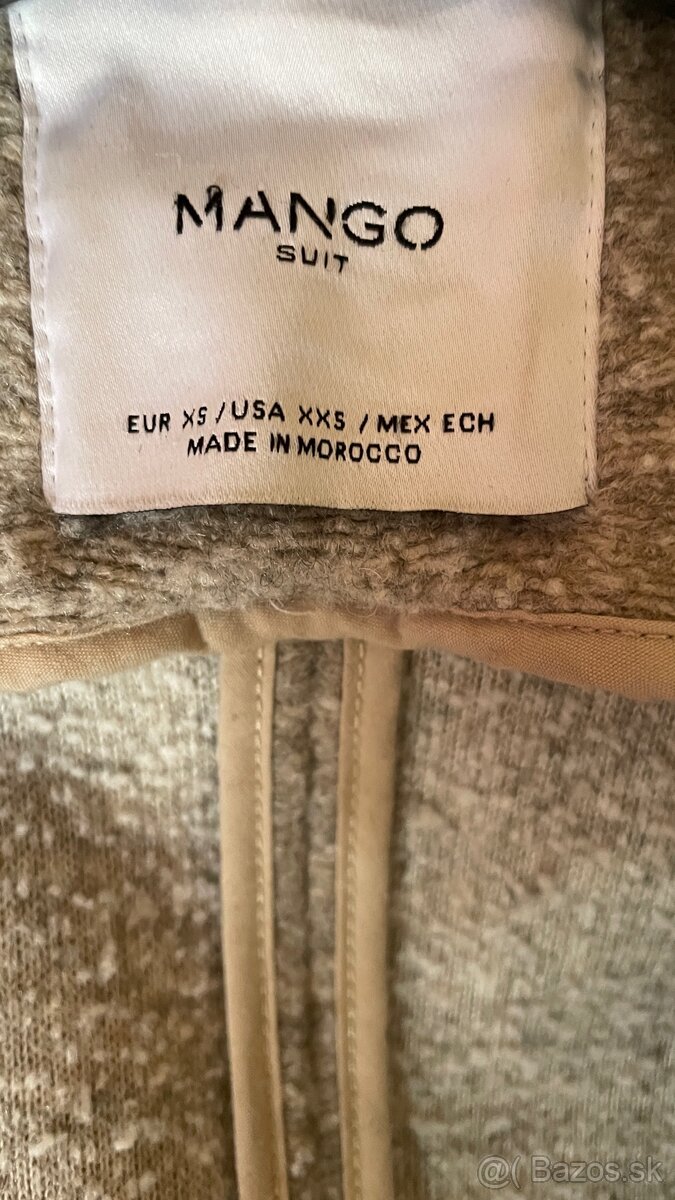 MANGO
SUIT
EUR XS / USA XXS / MEX ECH
MADE IN MOROCCO
@( Bazos.sk